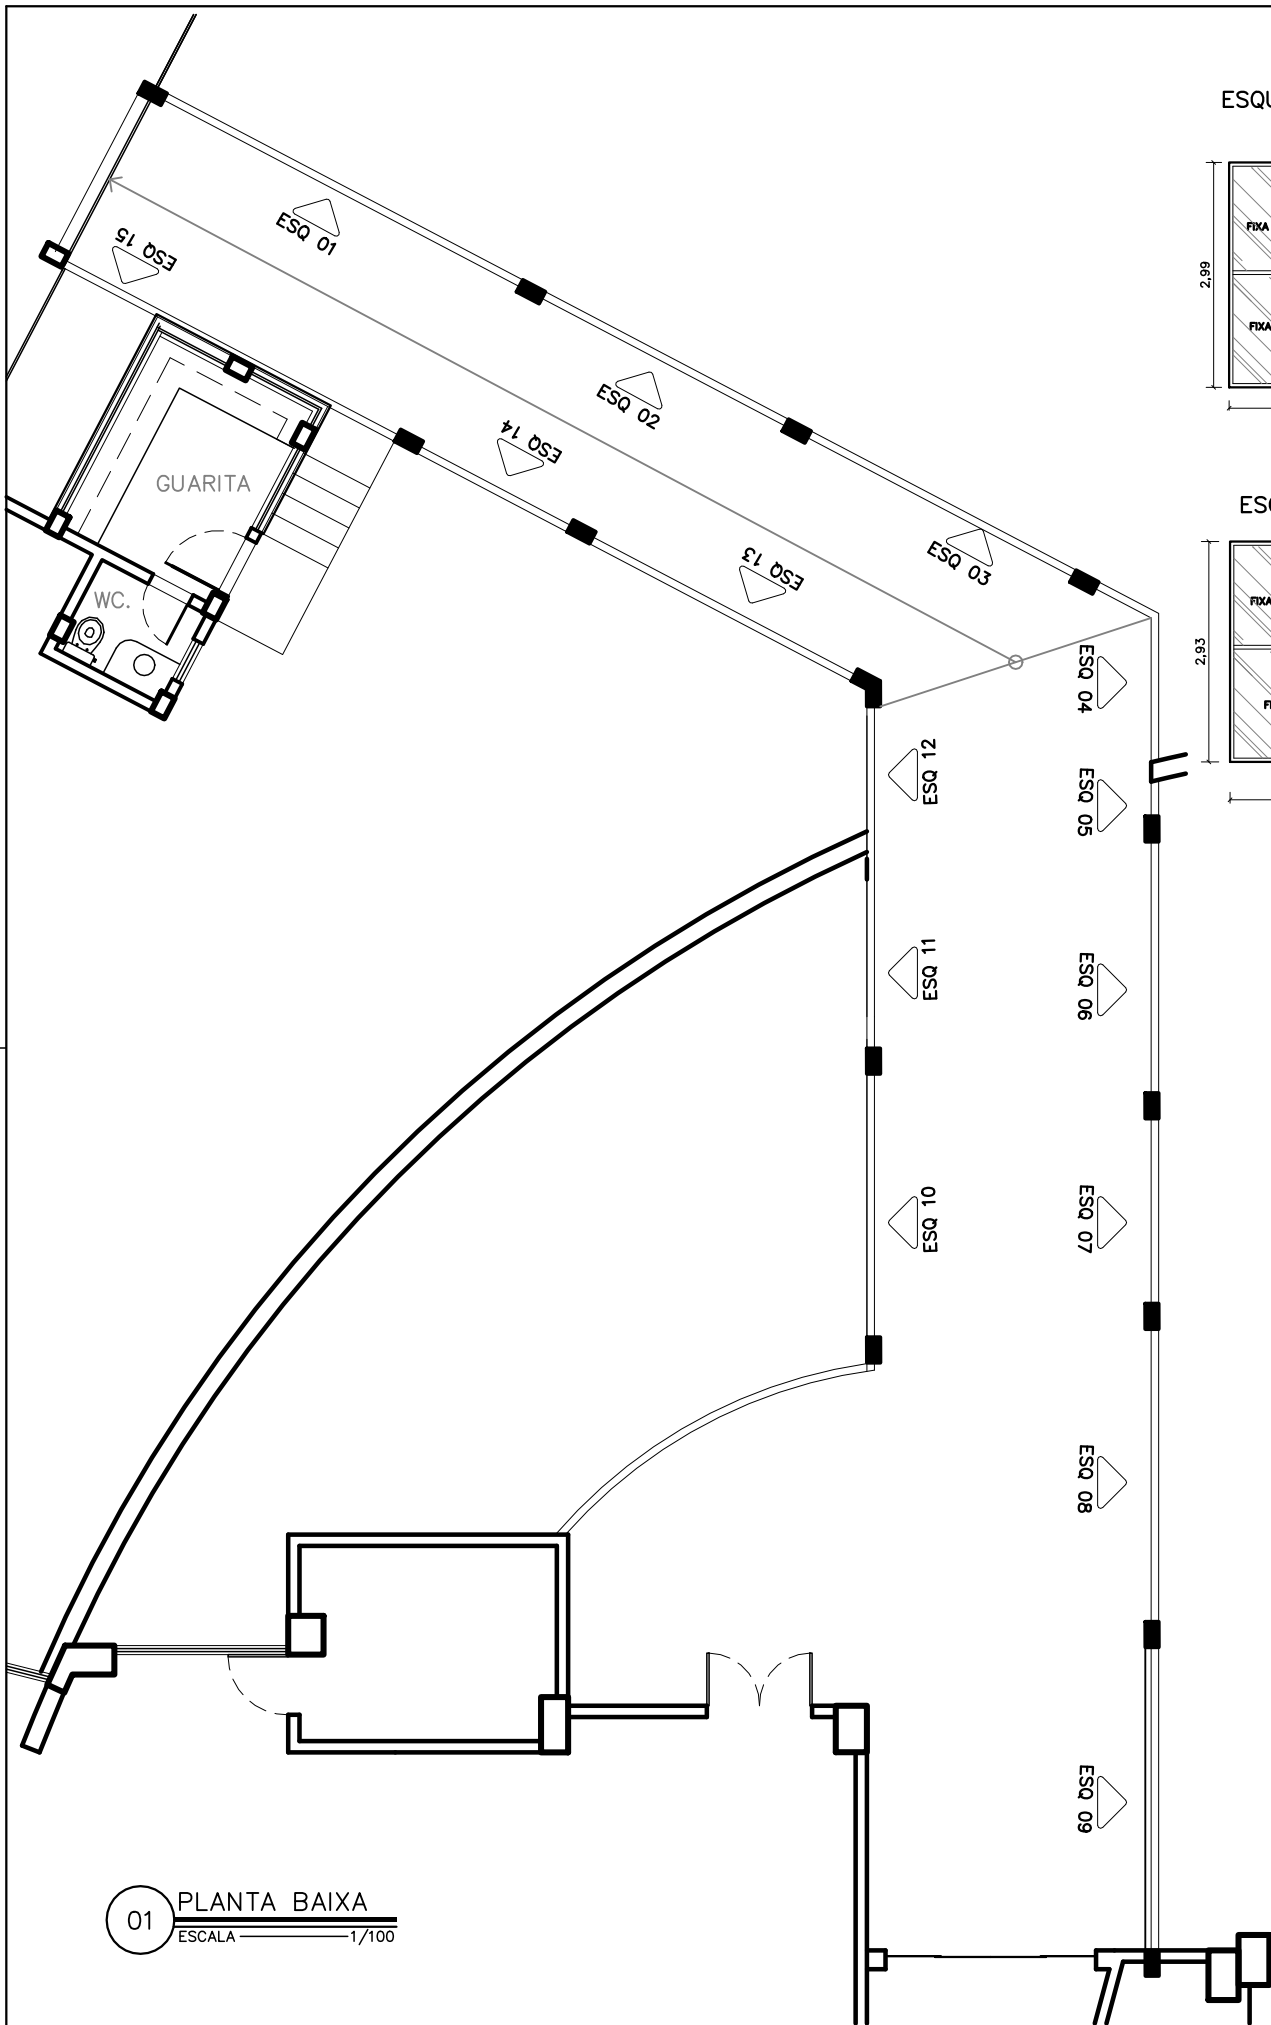 ESQ
ESQ 01
ESQ 15
FIXA
2,99
FIXA
ESQ 02
ESQ 14
GUARITA
ESQ 03
ESQ 13
WC.
FIXA
2,93
ESQ 04
ESQ 12
ESQ 05
ESQ 11
ESQ 06
ESQ 10
ESQ 07
ESQ 08
ESQ 09
01
PLANTA BAIXA
ESCALA 1/100